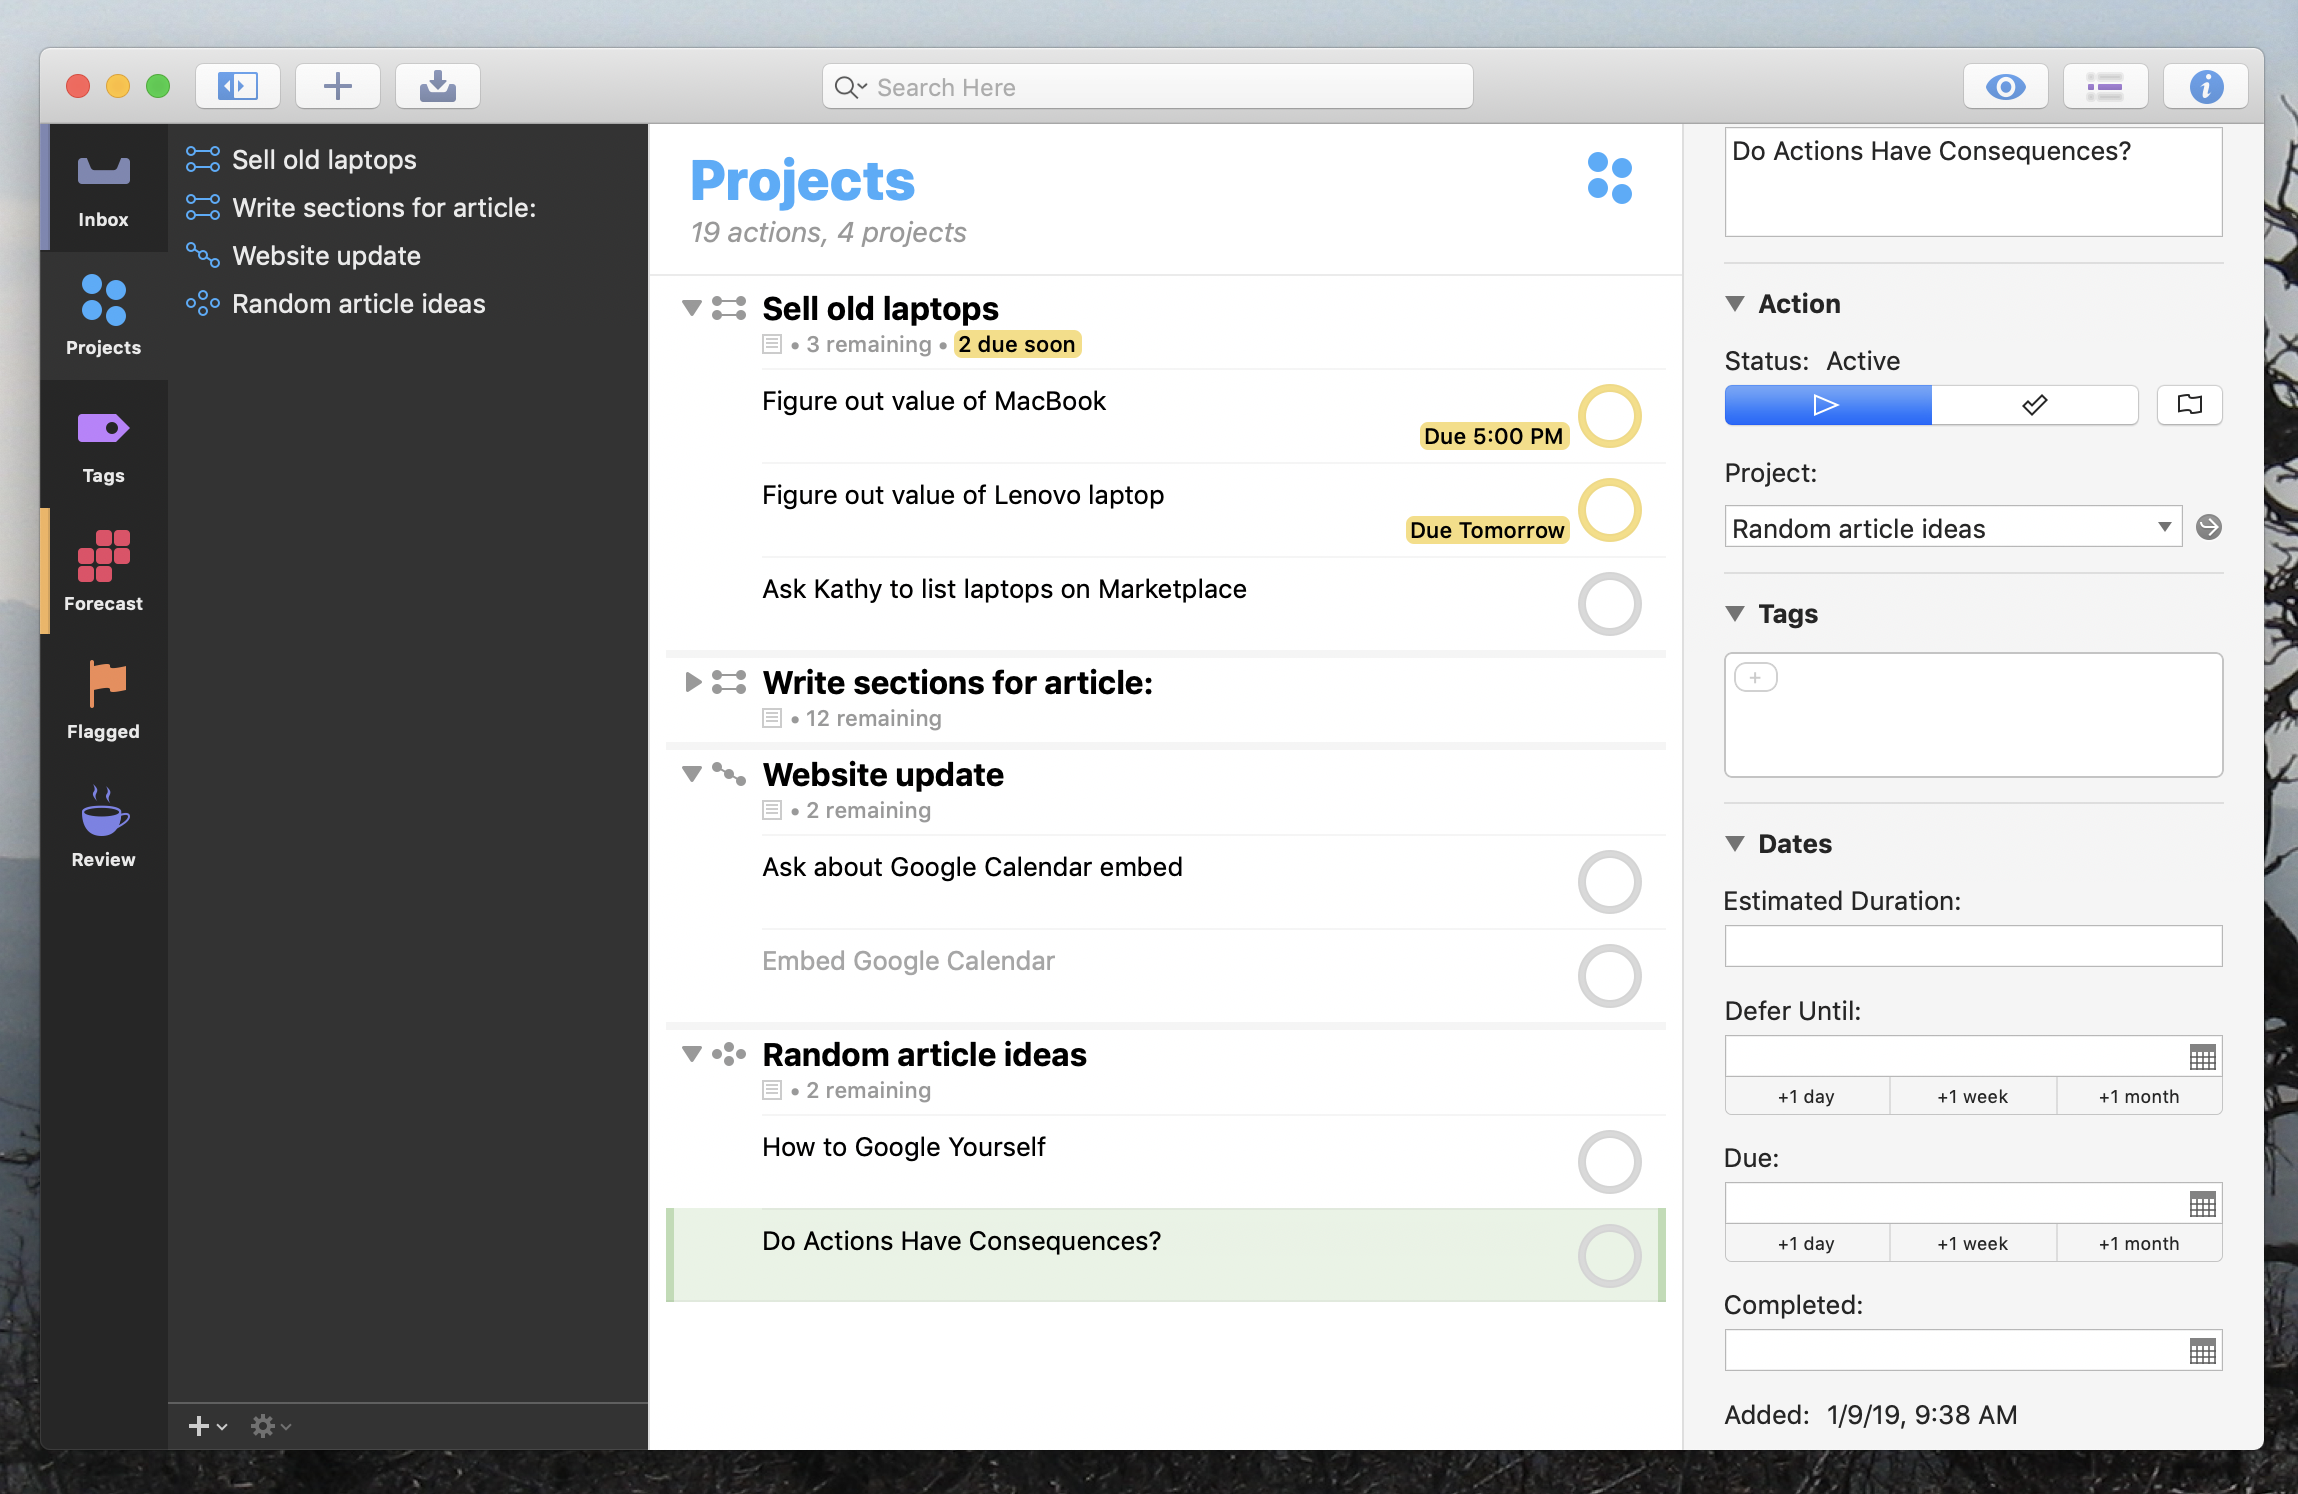 Search Here
Inbox
Projects
Tags
Forecast
Flagged
Review
Sell old laptops
Write sections for article:
Website update
Random article ideas
Projects
19 actions, 4 projects
Sell old laptops
• 3 remaining • 2 due soon
Figure out value of MacBook
Due 5:00 PM
Figure out value of Lenovo laptop
Due Tomorrow
Ask Kathy to list laptops on Marketplace
Write sections for article:
• 12 remaining
Website update
• 2 remaining
Ask about Google Calendar embed
Embed Google Calendar
Random article ideas
• 2 remaining
How to Google Yourself
Do Actions Have Consequences?
Do Actions Have Consequences?
Action
Status: Active
Project:
Random article ideas
Tags
Dates
Estimated Duration:
Defer Until:
+1 day +1 week +1 month
Due:
+1 day +1 week +1 month
Completed:
Added: 1/9/19, 9:38 AM